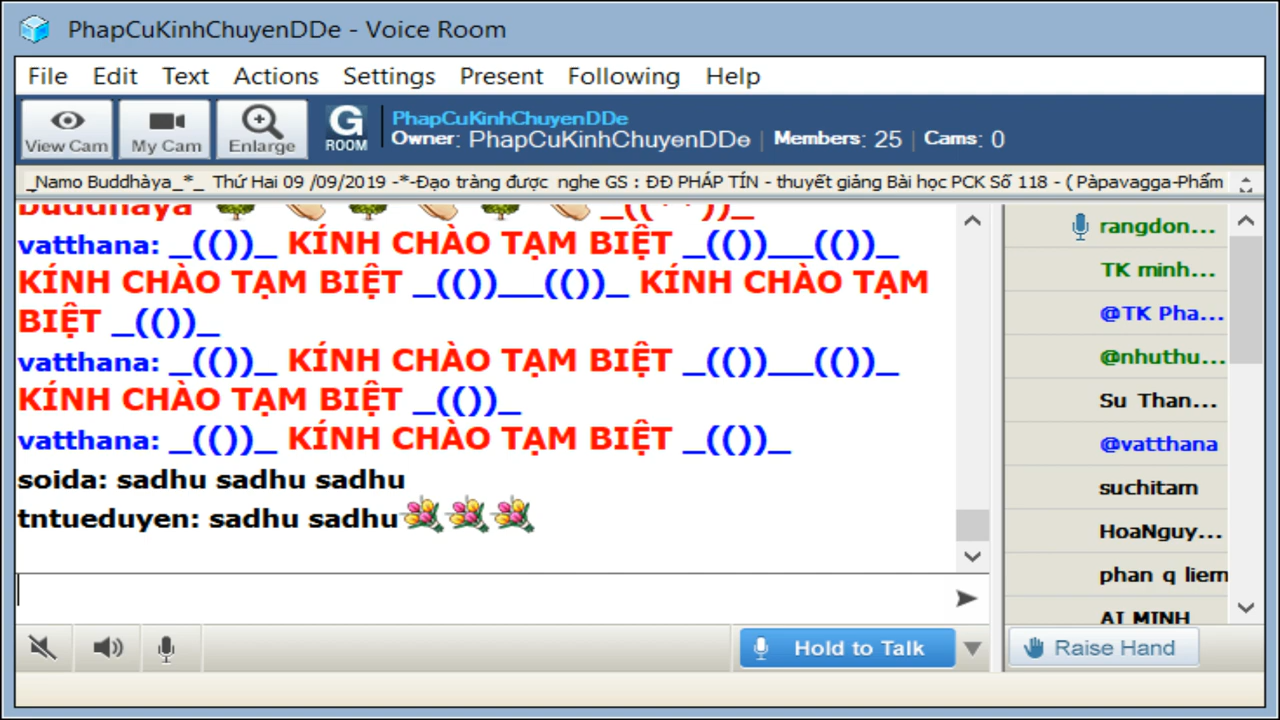 PhapCuKinhChuyenDDe - Voice Room
File Edit Text Actions Settings Present Following Help
View Cam My Cam Enlarge G ROOM
PhapCuKinhChuyenDDe
Owner: PhapCuKinhChuyenDDe | Members: 25 | Cams: 0
_Namo Buddhàya_*_ Thứ Hai 09 /09/2019 -*-Đạo tràng được nghe GS : ĐĐ PHÁP TÍN - thuyết giảng Bài học PCK Số 118 - ( Pàpavagga-Phẩm
buddhaya _((**))_
vatthana: _(())_ KÍNH CHÀO TẠM BIỆT _(())__(())_
KÍNH CHÀO TẠM BIỆT _(())__(())_ KÍNH CHÀO TẠM
BIỆT _(())_
vatthana: _(())_ KÍNH CHÀO TẠM BIỆT _(())__(())_
KÍNH CHÀO TẠM BIỆT _(())_
vatthana: _(())_ KÍNH CHÀO TẠM BIỆT _(())_
soida: sadhu sadhu sadhu
tntueduyen: sadhu sadhu
rangdon...
TK minh...
@TK Pha...
@nhuthu...
Su Than...
@vatthana
suchitam
HoaNguy...
phan q liem
AI MINH
Hold to Talk
Raise Hand